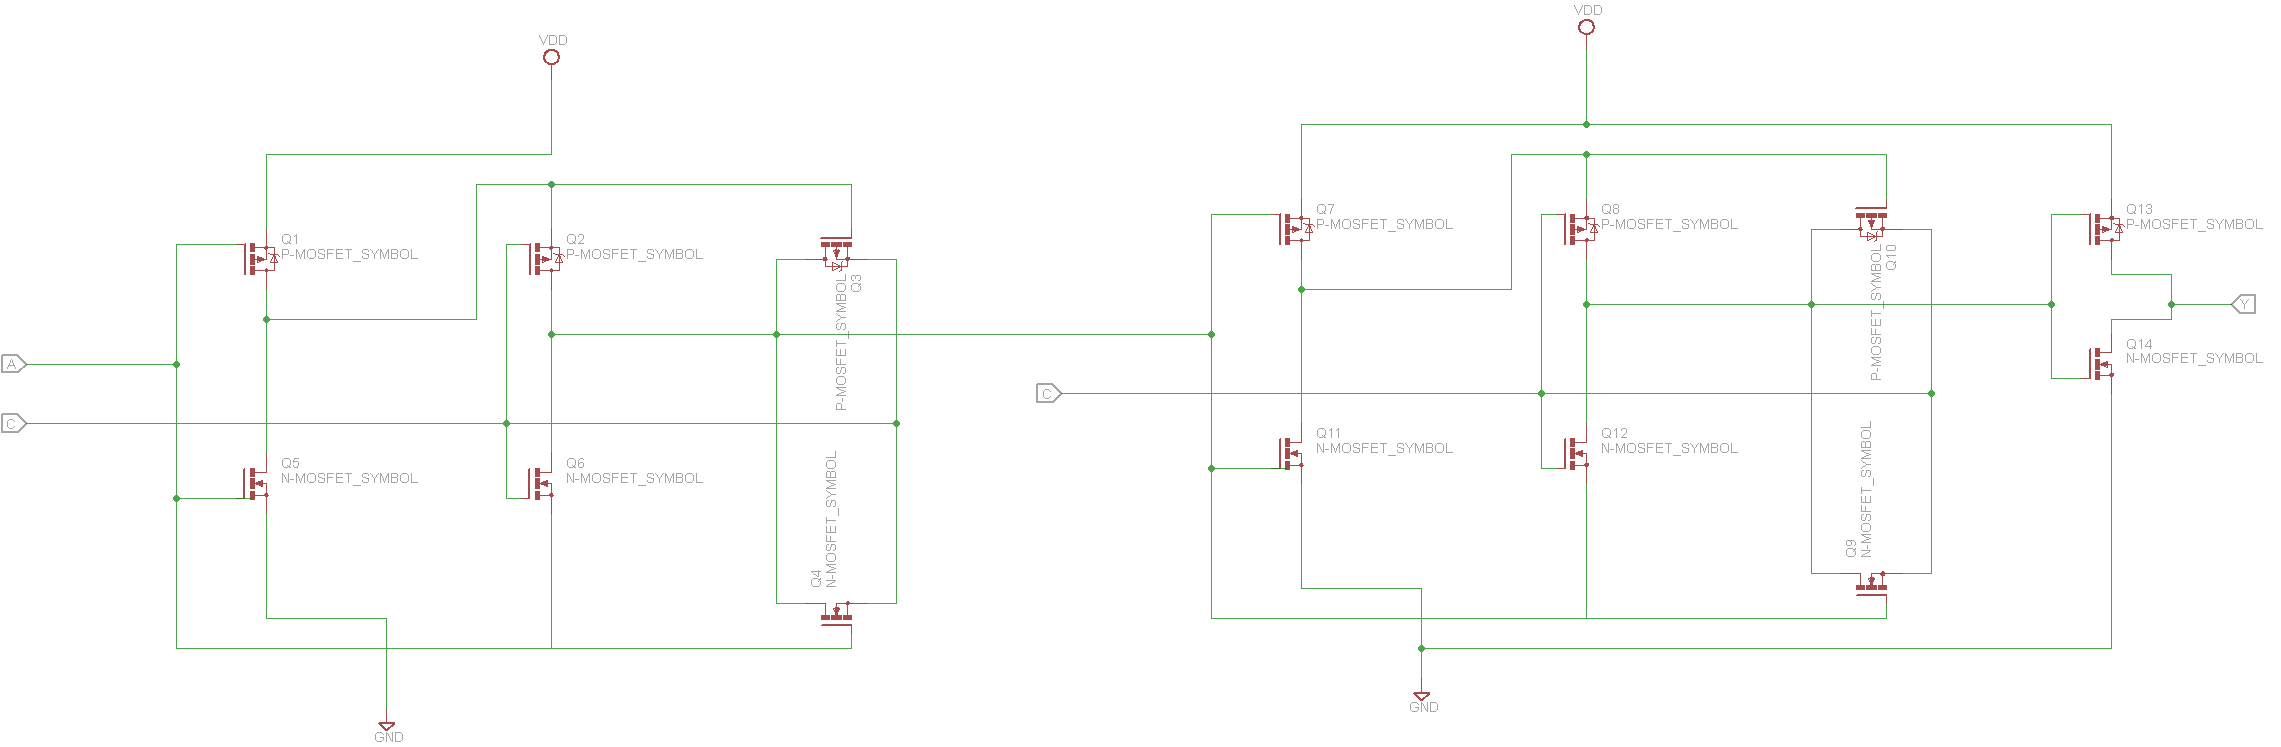 VDD
VDD
Q1
P-MOSFET_SYMBOL
Q2
P-MOSFET_SYMBOL
Q3
P-MOSFET_SYMBOL
A
C
Q5
N-MOSFET_SYMBOL
Q6
N-MOSFET_SYMBOL
Q4
N-MOSFET_SYMBOL
GND
Q7
P-MOSFET_SYMBOL
Q8
P-MOSFET_SYMBOL
Q10
P-MOSFET_SYMBOL
Q13
P-MOSFET_SYMBOL
Y
Q14
N-MOSFET_SYMBOL
C
Q11
N-MOSFET_SYMBOL
Q12
N-MOSFET_SYMBOL
Q9
N-MOSFET_SYMBOL
GND